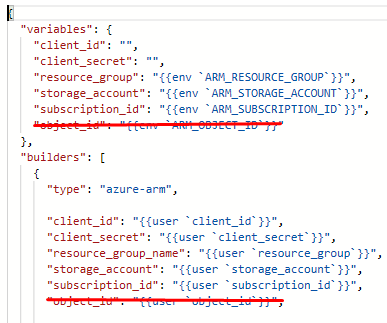 {
"variables": {
"client_id": "",
"client_secret": "",
"resource_group": "{{env `ARM_RESOURCE_GROUP`}}",
"storage_account": "{{env `ARM_STORAGE_ACCOUNT`}}",
"subscription_id": "{{env `ARM_SUBSCRIPTION_ID`}}",
"object_id": "{{env `ARM_OBJECT_ID`}}"
},
"builders": [
{
"type": "azure-arm",
"client_id": "{{user `client_id`}}",
"client_secret": "{{user `client_secret`}}",
"resource_group_name": "{{user `resource_group`}}",
"storage_account": "{{user `storage_account`}}",
"subscription_id": "{{user `subscription_id`}}",
"object_id": "{{user `object_id`}}",